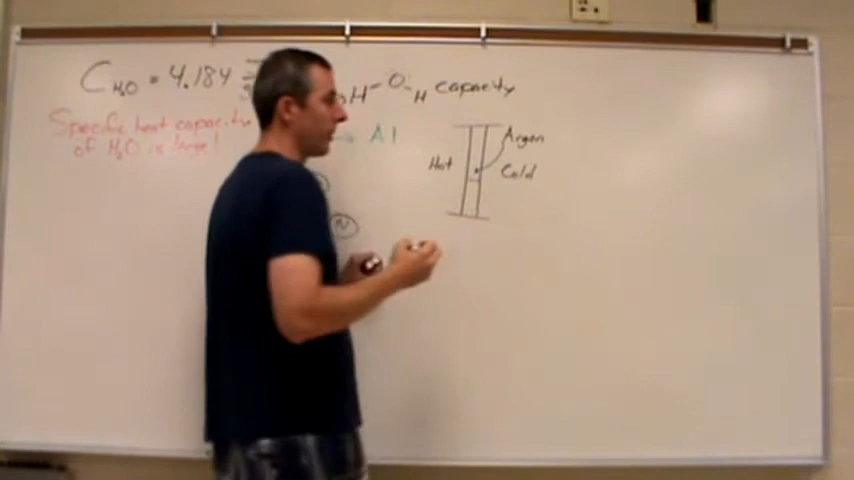 C H₂O = 4.184
H-O-H capacity
Specific heat capacity
of H₂O is large!
→ Al
Argon
Hot
Cold
N